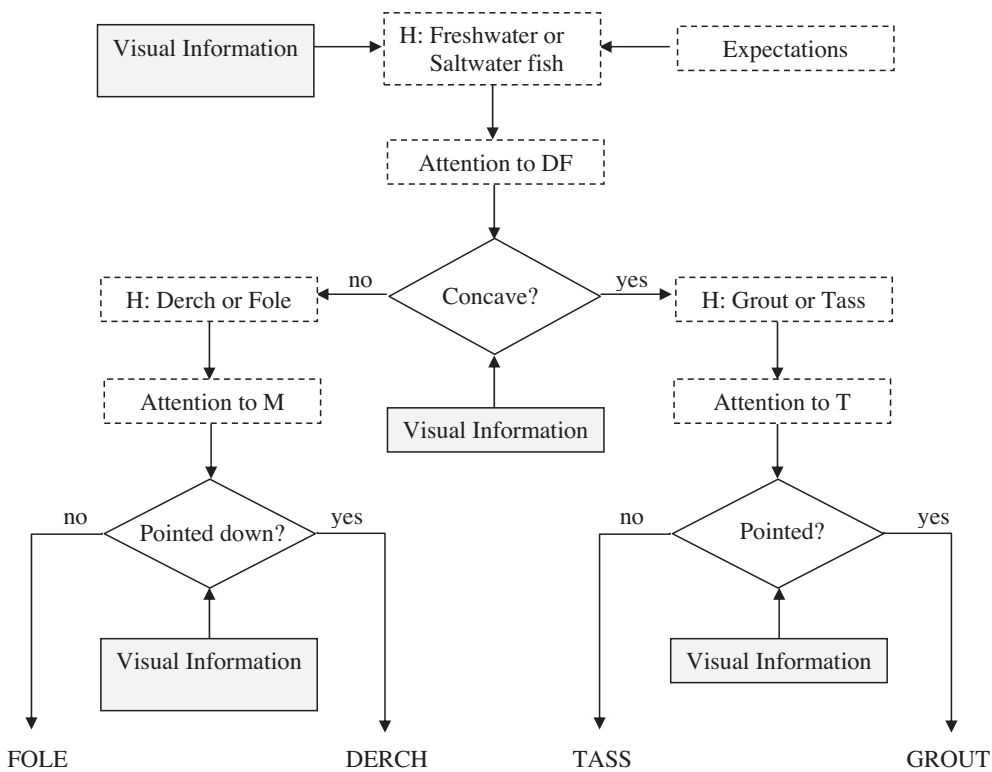 Visual Information
H: Freshwater or
Saltwater fish
Expectations
Attention to DF
no
Concave?
yes
H: Derch or Fole
H: Grout or Tass
Attention to M
Visual Information
Attention to T
no
Pointed down?
yes
no
Pointed?
yes
Visual Information
Visual Information
FOLE
DERCH
TASS
GROUT